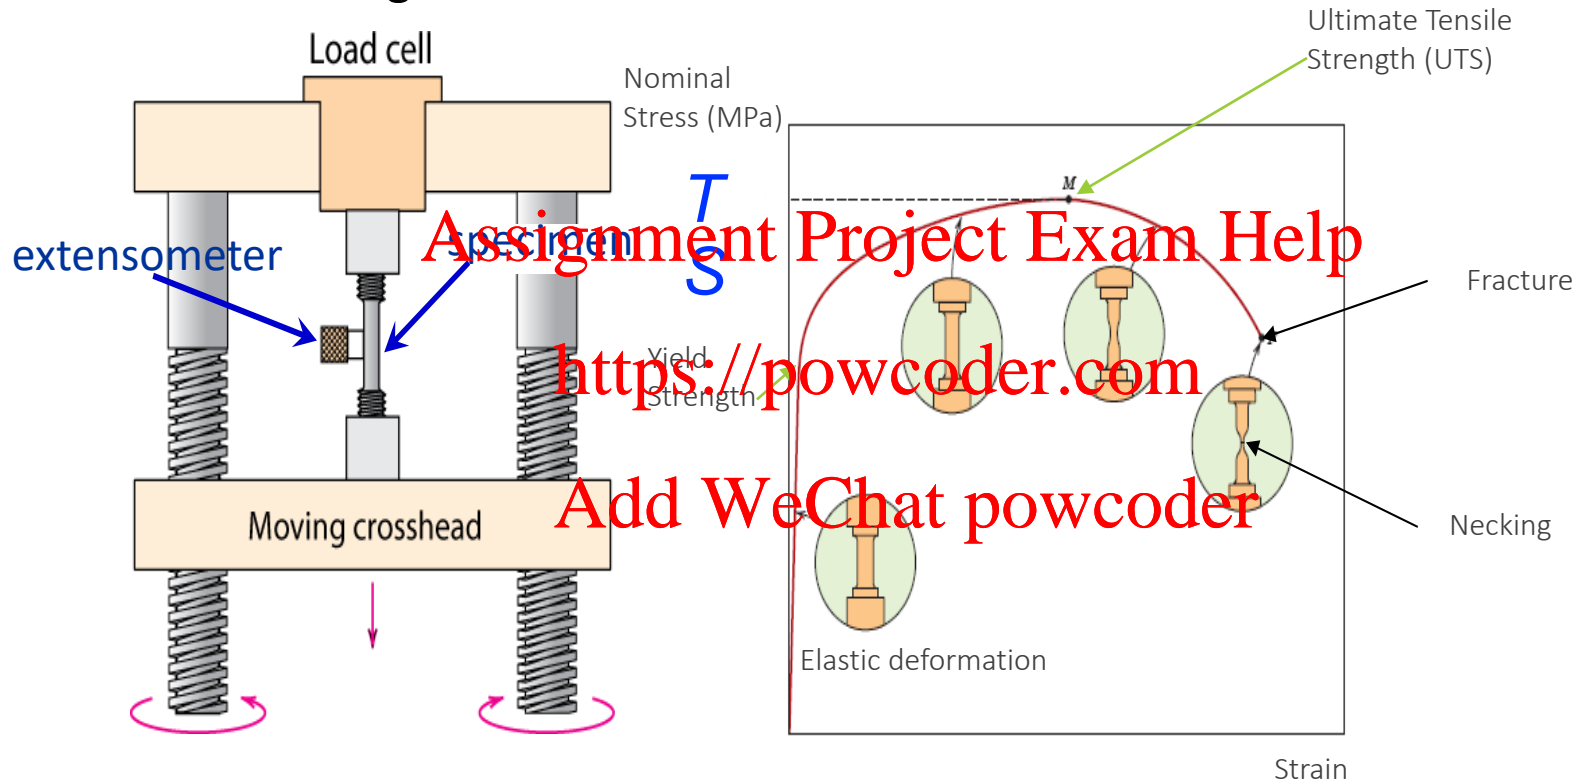 Load cell
extensometer
specimen
Moving crosshead
Nominal
Stress (MPa)
T
S
Yield
Strength
Ultimate Tensile
Strength (UTS)
M
Fracture
Necking
Elastic deformation
Strain
Assignment Project Exam Help
https://powcoder.com
Add WeChat powcoder